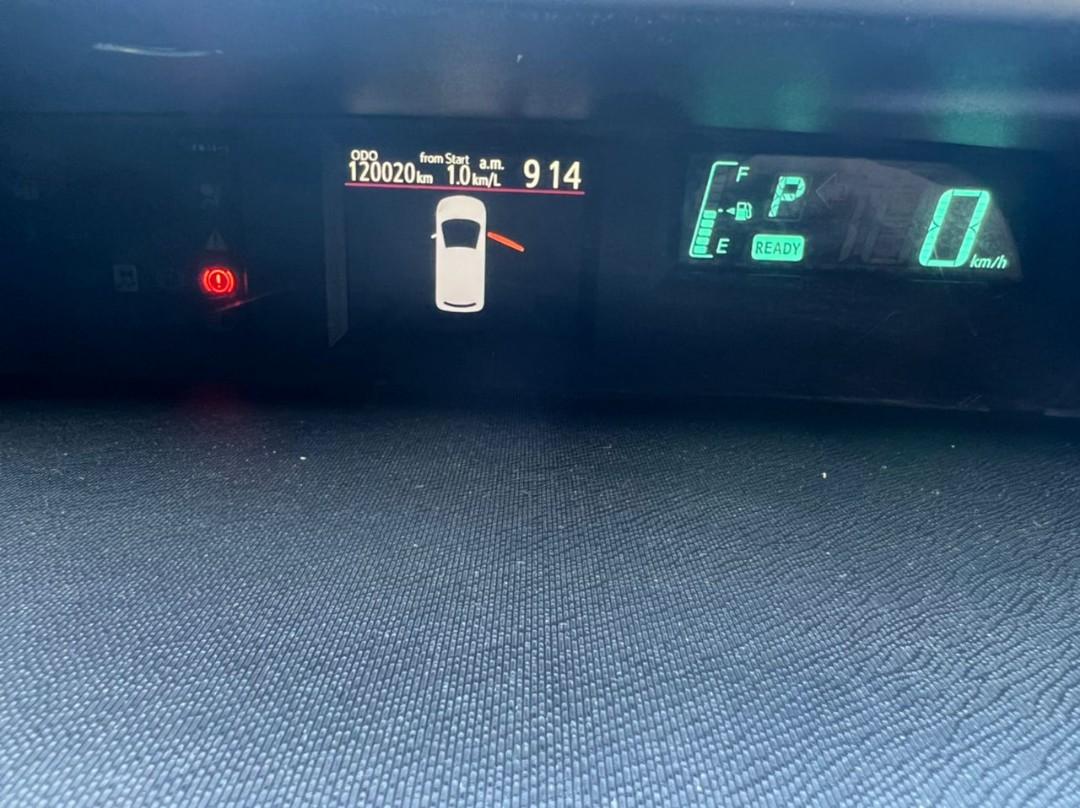 ODO from Start a.m.
120020km 1.0km/L 9 14
F
P
E READY
0 km/h